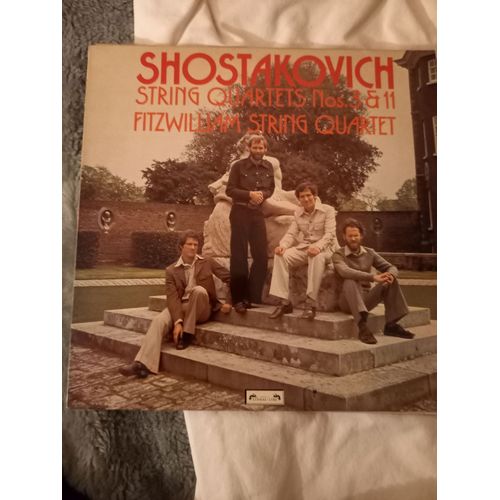 SHOSTAKOVICH
STRING QUARTETS Nos. 3 & 11
FITZWILLIAM STRING QUARTET